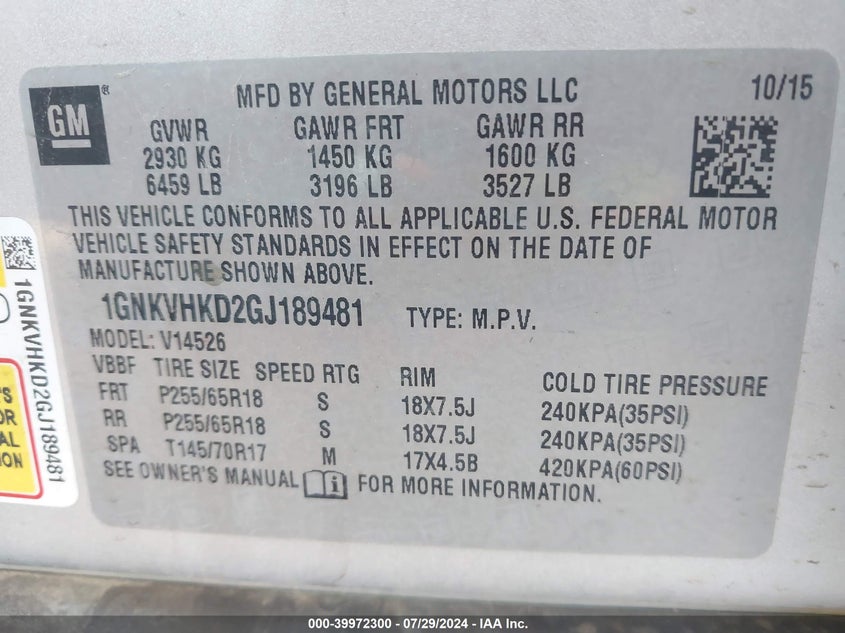 GM
®
MFD BY GENERAL MOTORS LLC 10/15
GVWR GAWR FRT GAWR RR
2930 KG 1450 KG 1600 KG
6459 LB 3196 LB 3527 LB
THIS VEHICLE CONFORMS TO ALL APPLICABLE U.S. FEDERAL MOTOR
VEHICLE SAFETY STANDARDS IN EFFECT ON THE DATE OF
MANUFACTURE SHOWN ABOVE.
1GNKVHKD2GJ189481 TYPE: M.P.V.
MODEL: V14526
VBBF TIRE SIZE SPEED RTG RIM COLD TIRE PRESSURE
FRT P255/65R18 S 18X7.5J 240KPA(35PSI)
RR P255/65R18 S 18X7.5J 240KPA(35PSI)
SPA T145/70R17 M 17X4.5B 420KPA(60PSI)
SEE OWNER'S MANUAL i FOR MORE INFORMATION.
1GNKVHKD2GJ189481
'S
OR
AL
ION
000-39972300 - 07/29/2024 - IAA Inc.